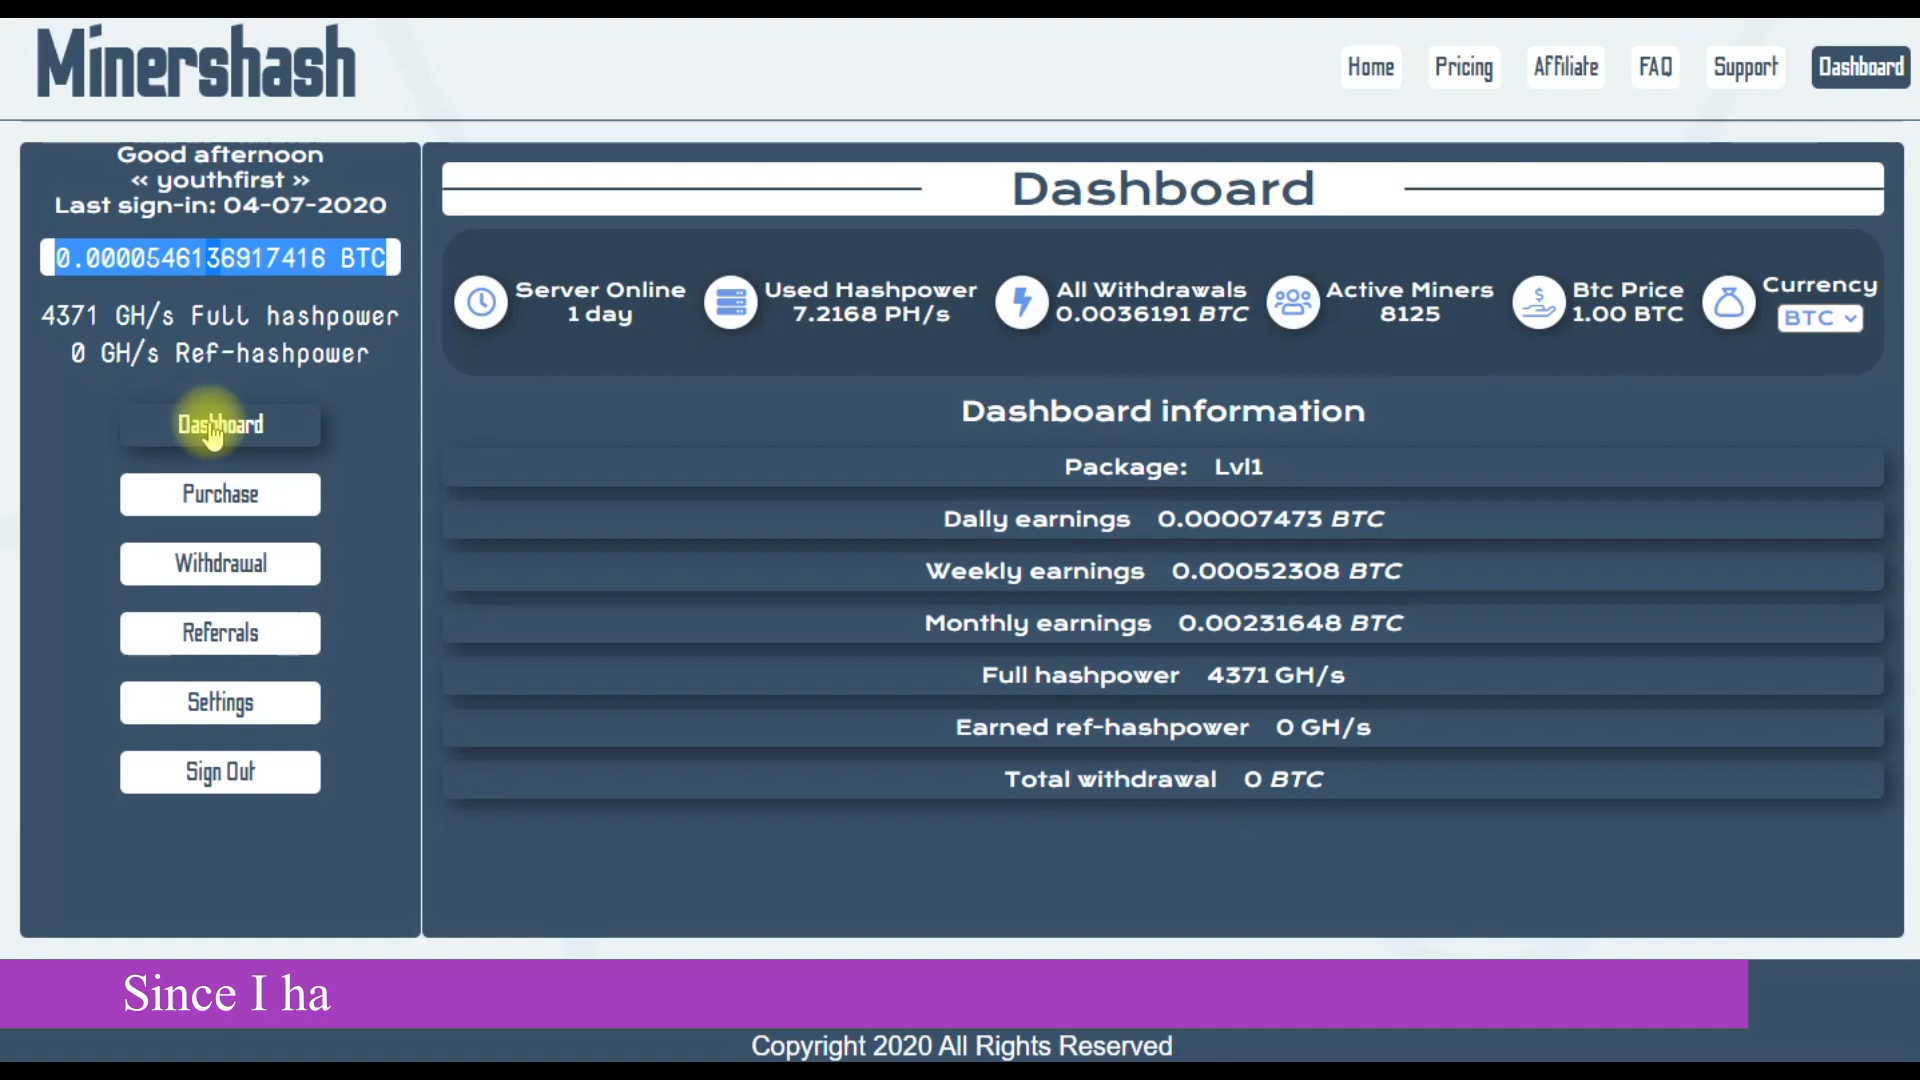 Minershash
Home
Pricing
Affiliate
FAQ
Support
Dashboard
Good afternoon
« youthfirst »
Last sign-in: 04-07-2020
0.000054613691​7416 BTC
4371 GH/s Full hashpower
0 GH/s Ref-hashpower
Dashboard
Purchase
Withdrawal
Referrals
Settings
Sign Out
Dashboard
Server Online
1 day
Used Hashpower
7.2168 PH/s
All Withdrawals
0.0036191 BTC
Active Miners
8125
Btc Price
1.00 BTC
Currency
BTC
Dashboard information
Package: Lvl1
Dally earnings 0.00007473 BTC
Weekly earnings 0.00052308 BTC
Monthly earnings 0.00231648 BTC
Full hashpower 4371 GH/s
Earned ref-hashpower 0 GH/s
Total withdrawal 0 BTC
Since I ha
Copyright 2020 All Rights Reserved